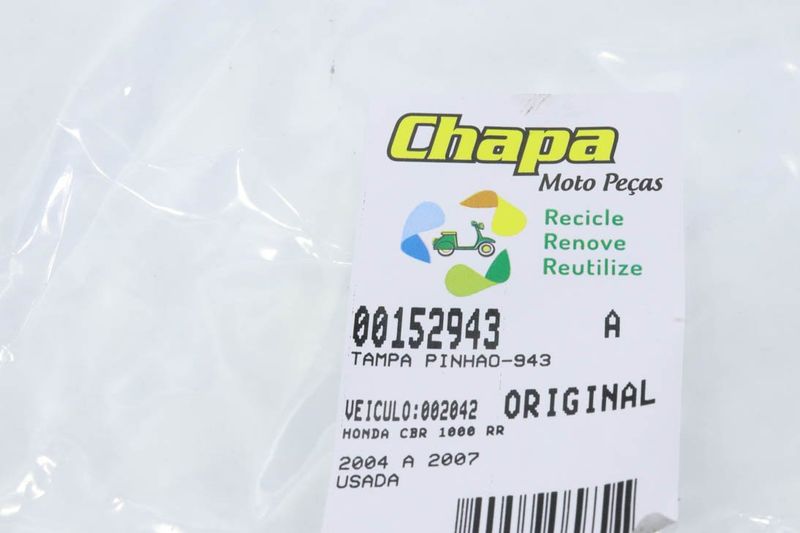 Chapa
Moto Peças
Recicle
Renove
Reutilize
00152943 A
TAMPA PINHAO-943
VEICULO:002042 ORIGINAL
HONDA CBR 1000 RR
2004 A 2007
USADA